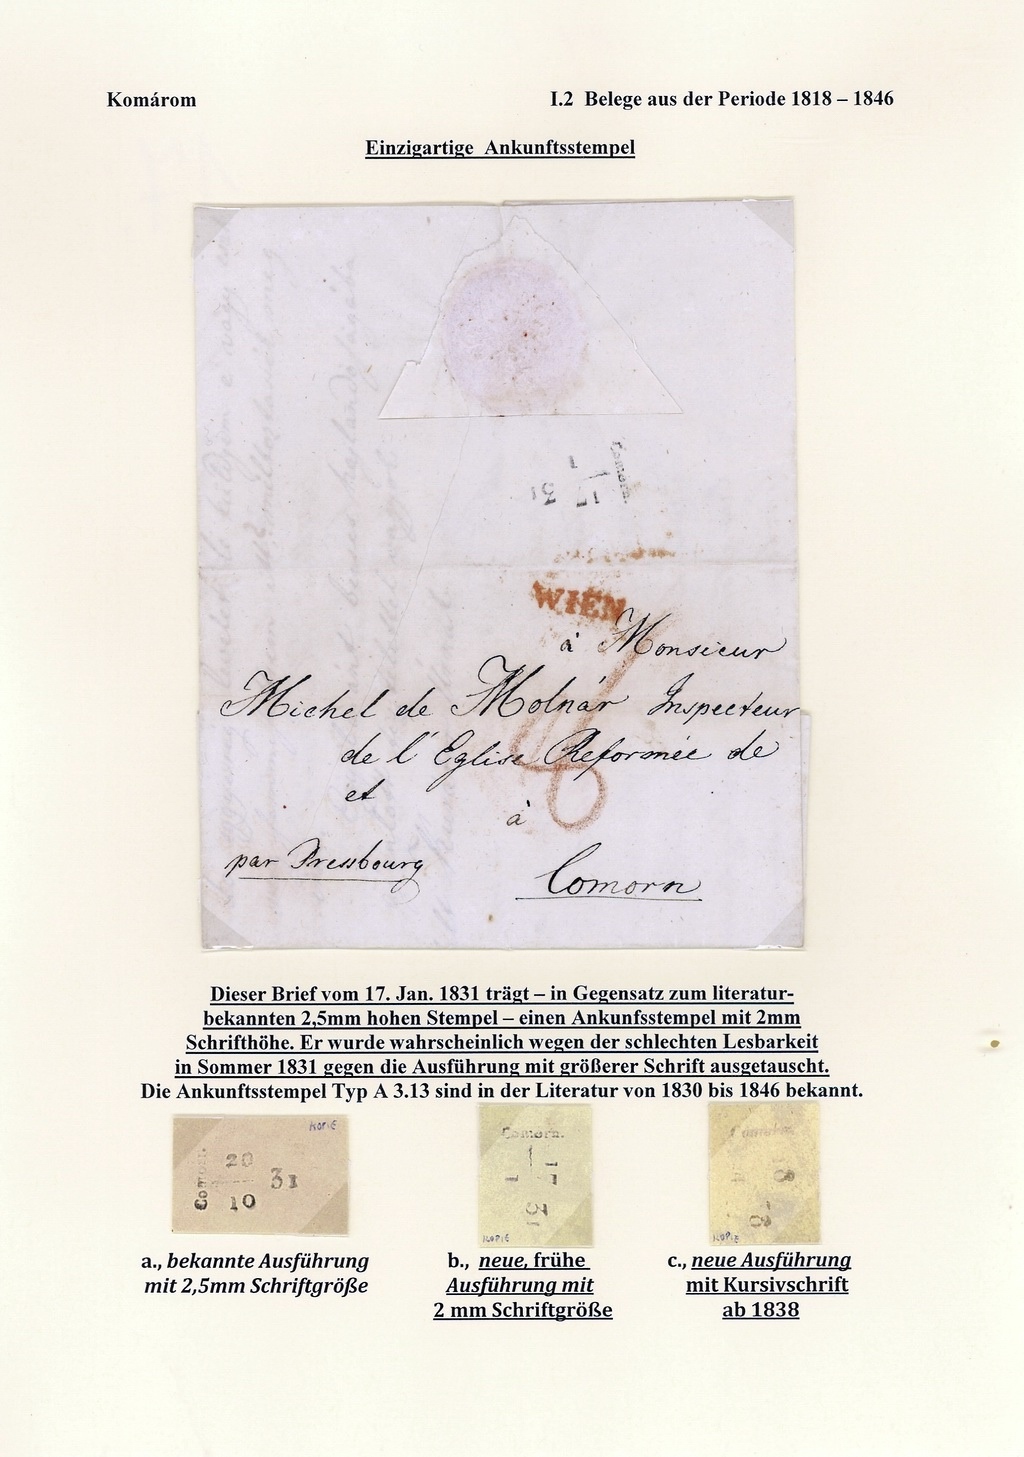 Komárom
I.2 Belege aus der Periode 1818 – 1846
Einzigartige Ankunftsstempel
Comorn.
17
1
31
WIEN
à Monsieur
Michel de Molnár Inspecteur
de l' Eglise Reformée de
et
à
par Pressbourg
Comorn
Dieser Brief vom 17. Jan. 1831 trägt – in Gegensatz zum literatur-
bekannten 2,5mm hohen Stempel – einen Ankunfsstempel mit 2mm
Schrifthöhe. Er wurde wahrscheinlich wegen der schlechten Lesbarkeit
in Sommer 1831 gegen die Ausführung mit größerer Schrift ausgetauscht.
Die Ankunftsstempel Typ A 3.13 sind in der Literatur von 1830 bis 1846 bekannt.
KOPIE
Comorn.
20
10
31
Comorn.
17
1
31
KOPIE
KOPIE
a., bekannte Ausführung
mit 2,5mm Schriftgröße
b., neue, frühe
Ausführung mit
2 mm Schriftgröße
c., neue Ausführung
mit Kursivschrift
ab 1838